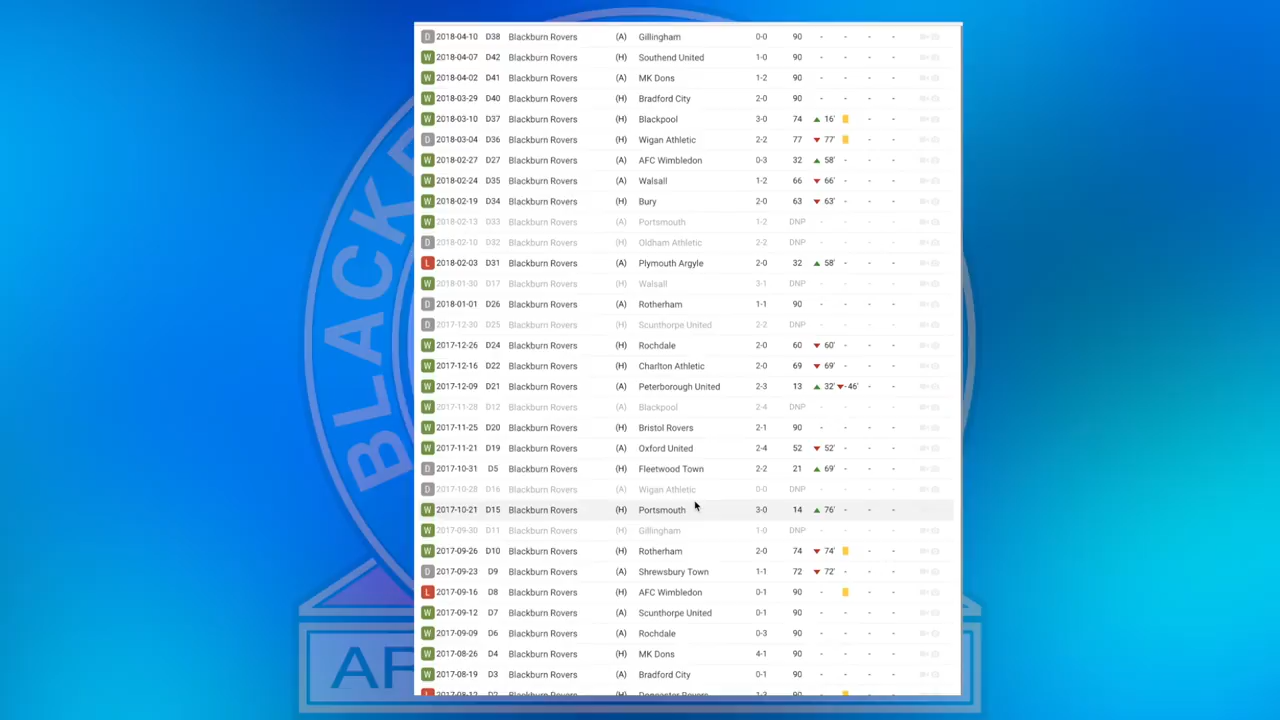 D 2018-04-10 D38 Blackburn Rovers (A) Gillingham 0-0 90 - - - -
W 2018-04-07 D42 Blackburn Rovers (H) Southend United 1-0 90 - - - -
W 2018-04-02 D41 Blackburn Rovers (A) MK Dons 1-2 90 - - - -
W 2018-03-29 D40 Blackburn Rovers (H) Bradford City 2-0 90 - - - -
W 2018-03-10 D37 Blackburn Rovers (H) Blackpool 3-0 74 16' - -
D 2018-03-04 D36 Blackburn Rovers (H) Wigan Athletic 2-2 77 77' - -
W 2018-02-27 D27 Blackburn Rovers (A) AFC Wimbledon 0-3 32 58' - - -
W 2018-02-24 D35 Blackburn Rovers (A) Walsall 1-2 66 66' - - -
W 2018-02-19 D34 Blackburn Rovers (H) Bury 2-0 63 63' - - -
W 2018-02-13 D33 Blackburn Rovers (A) Portsmouth 1-2 DNP - - - -
D 2018-02-10 D32 Blackburn Rovers (H) Oldham Athletic 2-2 DNP - - - -
L 2018-02-03 D31 Blackburn Rovers (A) Plymouth Argyle 2-0 32 58' - - -
W 2018-01-30 D17 Blackburn Rovers (H) Walsall 3-1 DNP - - - -
D 2018-01-01 D26 Blackburn Rovers (A) Rotherham 1-1 90 - - - -
D 2017-12-30 D25 Blackburn Rovers (H) Scunthorpe United 2-2 DNP - - - -
W 2017-12-26 D24 Blackburn Rovers (H) Rochdale 2-0 60 60' - - -
W 2017-12-16 D22 Blackburn Rovers (H) Charlton Athletic 2-0 69 69' - - -
W 2017-12-09 D21 Blackburn Rovers (A) Peterborough United 2-3 13 32' -46' - -
W 2017-11-28 D12 Blackburn Rovers (A) Blackpool 2-4 DNP - - - -
W 2017-11-25 D20 Blackburn Rovers (H) Bristol Rovers 2-1 90 - - - -
W 2017-11-21 D19 Blackburn Rovers (A) Oxford United 2-4 52 52' - - -
D 2017-10-31 D5 Blackburn Rovers (H) Fleetwood Town 2-2 21 69' - - -
D 2017-10-28 D16 Blackburn Rovers (A) Wigan Athletic 0-0 DNP - - - -
W 2017-10-21 D15 Blackburn Rovers (H) Portsmouth 3-0 14 76' - - -
W 2017-09-30 D11 Blackburn Rovers (H) Gillingham 1-0 DNP - - - -
W 2017-09-26 D10 Blackburn Rovers (H) Rotherham 2-0 74 74' - -
D 2017-09-23 D9 Blackburn Rovers (A) Shrewsbury Town 1-1 72 72' - - -
L 2017-09-16 D8 Blackburn Rovers (H) AFC Wimbledon 0-1 90 - - -
W 2017-09-12 D7 Blackburn Rovers (A) Scunthorpe United 0-1 90 - - - -
W 2017-09-09 D6 Blackburn Rovers (A) Rochdale 0-3 90 - - - -
W 2017-08-26 D4 Blackburn Rovers (H) MK Dons 4-1 90 - - - -
W 2017-08-19 D3 Blackburn Rovers (A) Bradford City 0-1 90 - - - -
L 2017-08-12 D2 Blackburn Rovers (H) Doncaster Rovers 1-3 90 - - -